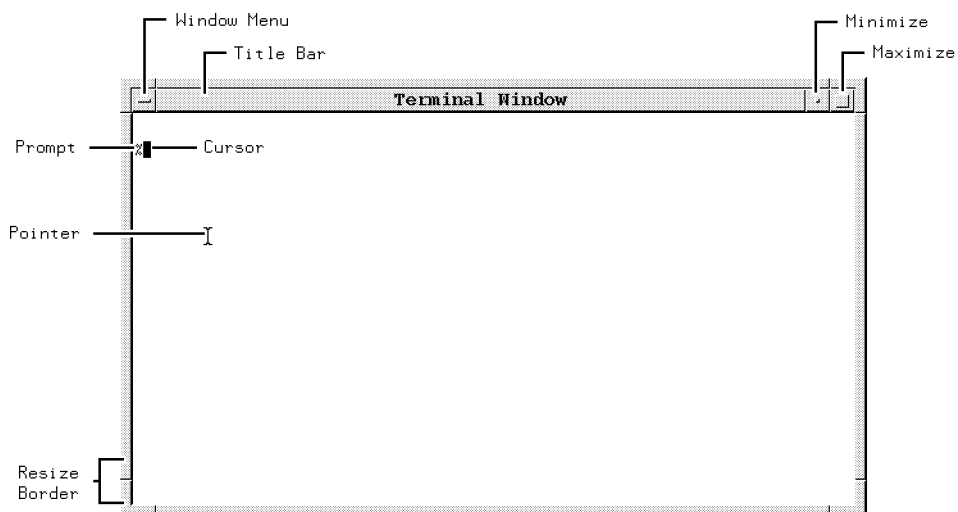 Window Menu
Minimize
Title Bar
Maximize
Terminal Window
Prompt
%
Cursor
Pointer
Resize
Border